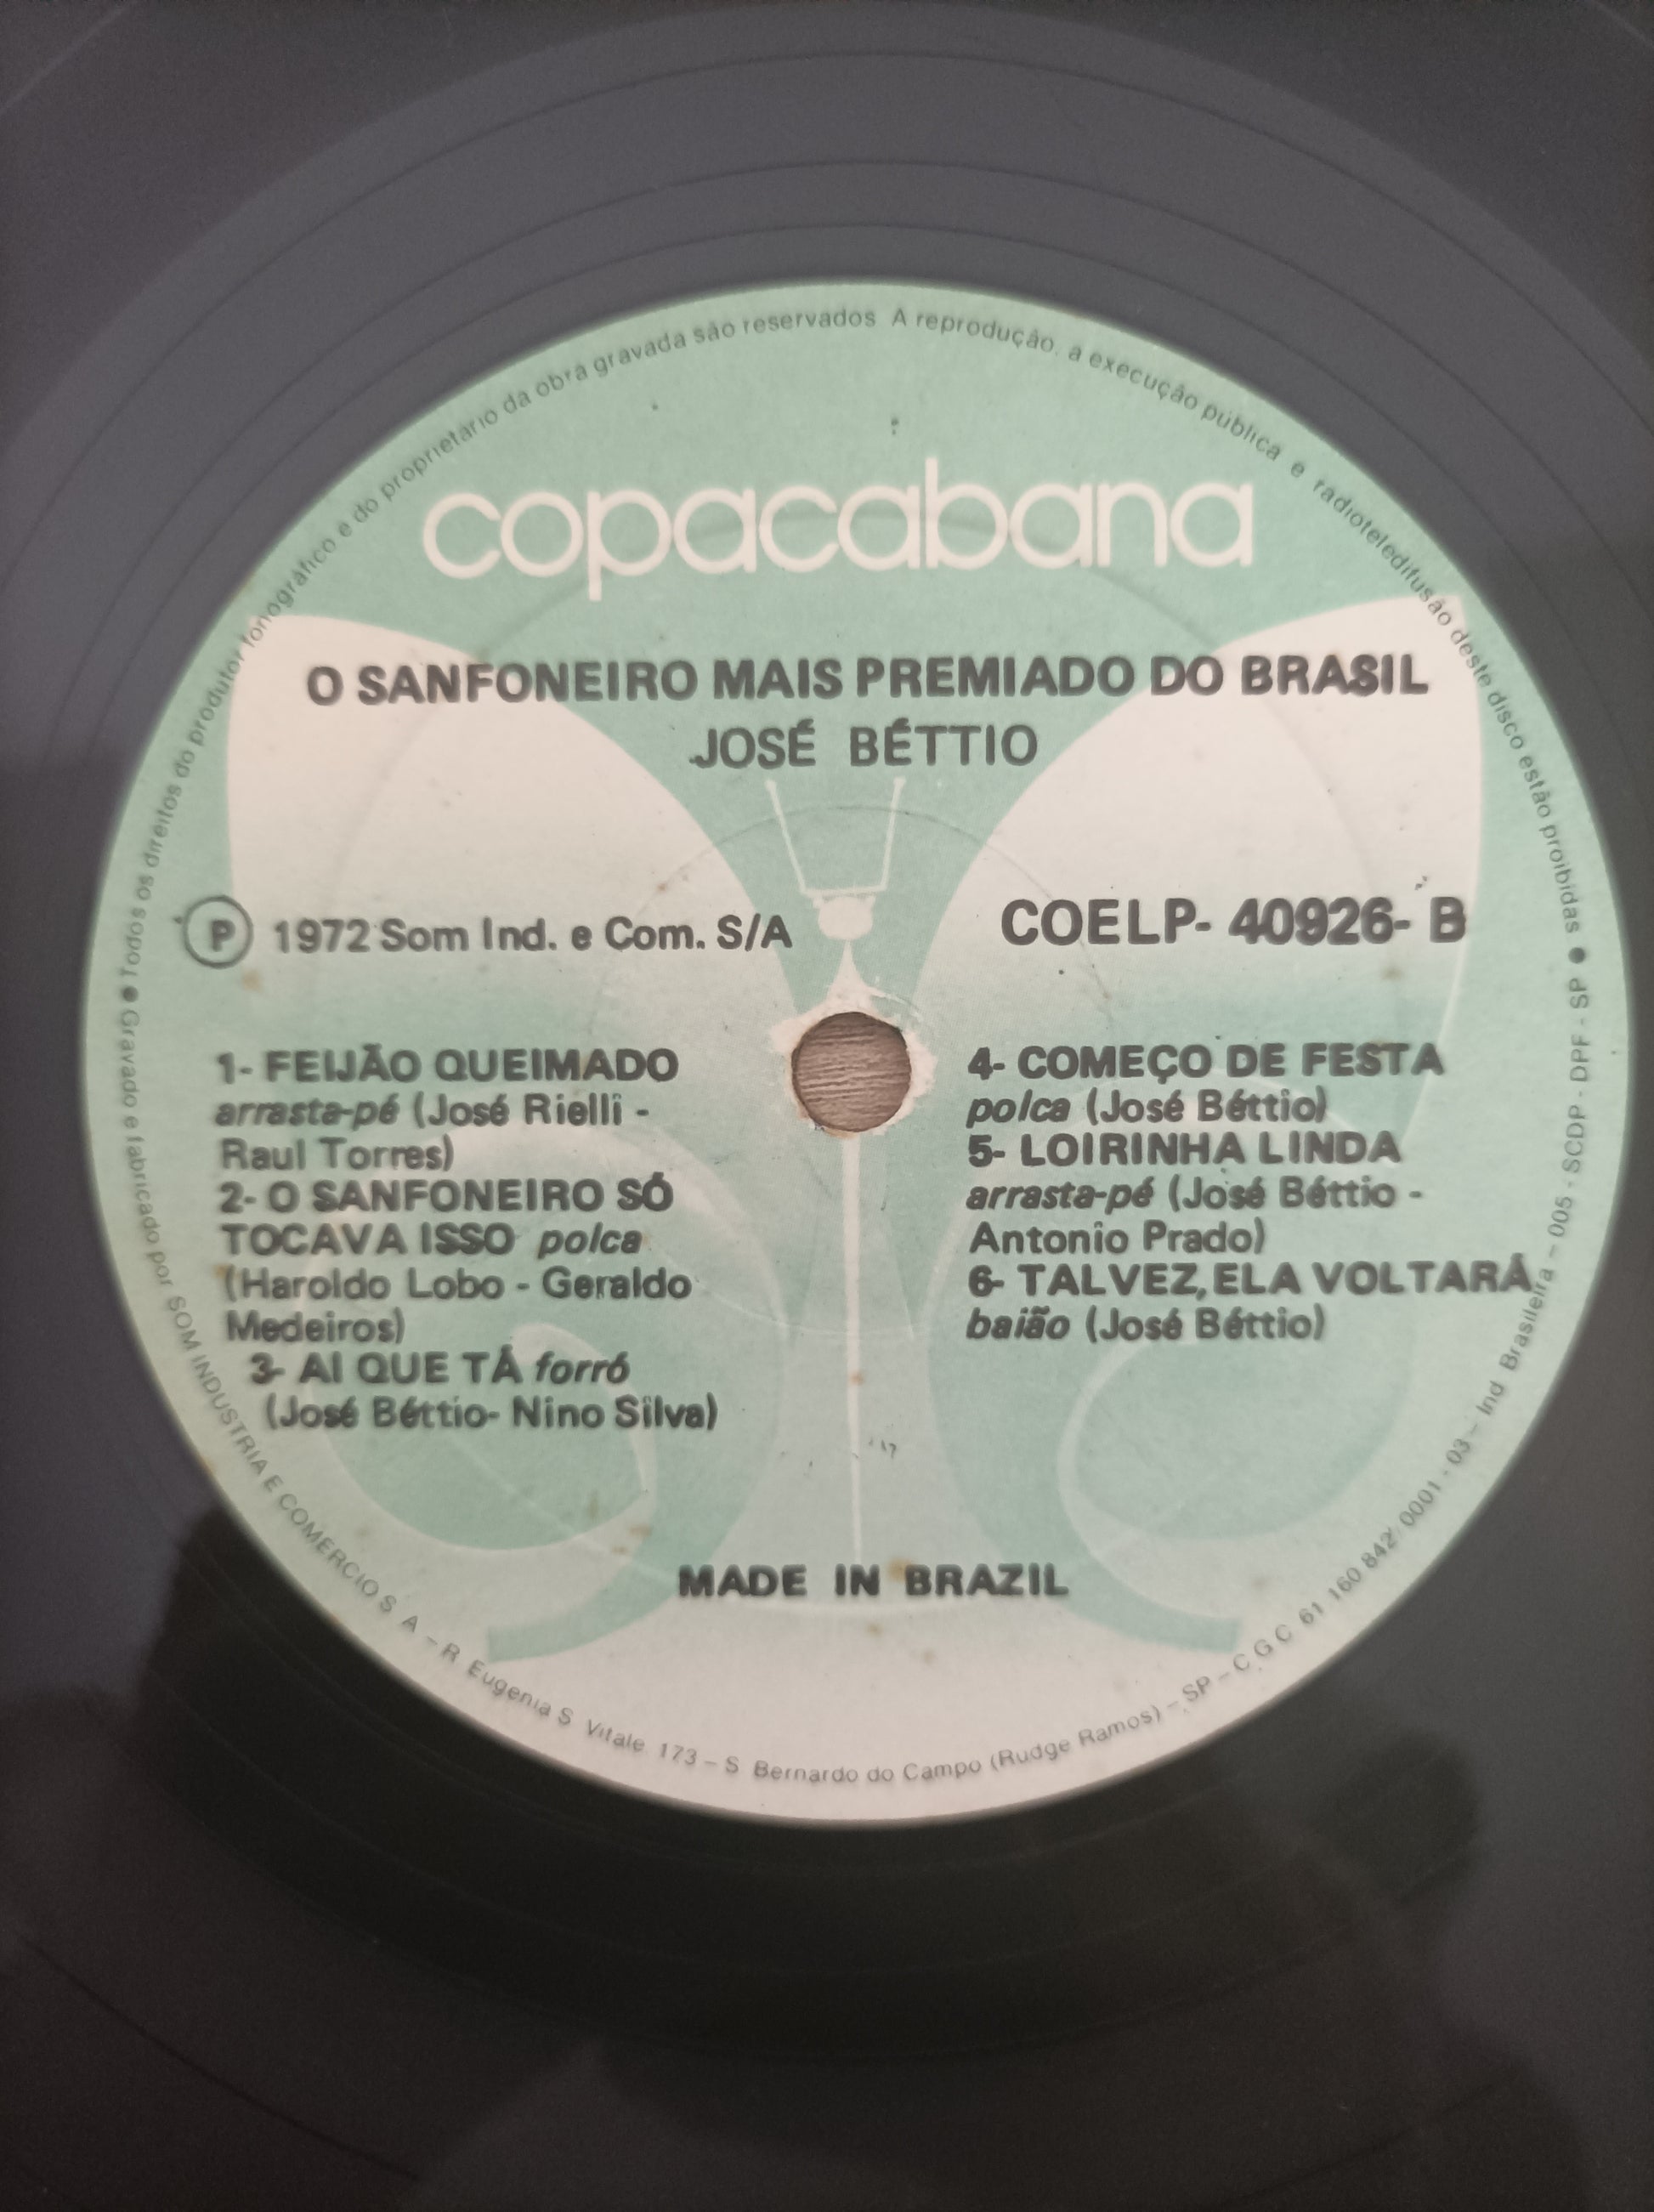 copacabana
O SANFONEIRO MAIS PREMIADO DO BRASIL
JOSÉ BÉTTIO
Ⓟ 1972 Som Ind. e Com. S/A
COELP- 40926- B
1- FEIJÃO QUEIMADO
arrasta-pé (José Rielli -
Raul Torres)
2- O SANFONEIRO SÓ
TOCAVA ISSO polca
(Haroldo Lobo - Geraldo
Medeiros)
3- AI QUE TÁ forró
(José Béttio- Nino Silva)
4- COMEÇO DE FESTA
polca (José Béttio)
5- LOIRINHA LINDA
arrasta-pé (José Béttio -
Antonio Prado)
6- TALVEZ, ELA VOLTARÁ
baião (José Béttio)
MADE IN BRAZIL
● Todos os direitos do produtor fonográfico e do proprietário da obra gravada são reservados A reprodução, a execução pública e radioteledifusão deste disco estão proibidas ●
Gravado e fabricado por SOM INDUSTRIA E COMERCIO S A – R Eugenia S Vitale 173 – S Bernardo do Campo (Rudge Ramos) – SP – C G C 61 160 842/ 0001 - 03 – Ind Brasileira – 005 - SCDP - DPF - SP